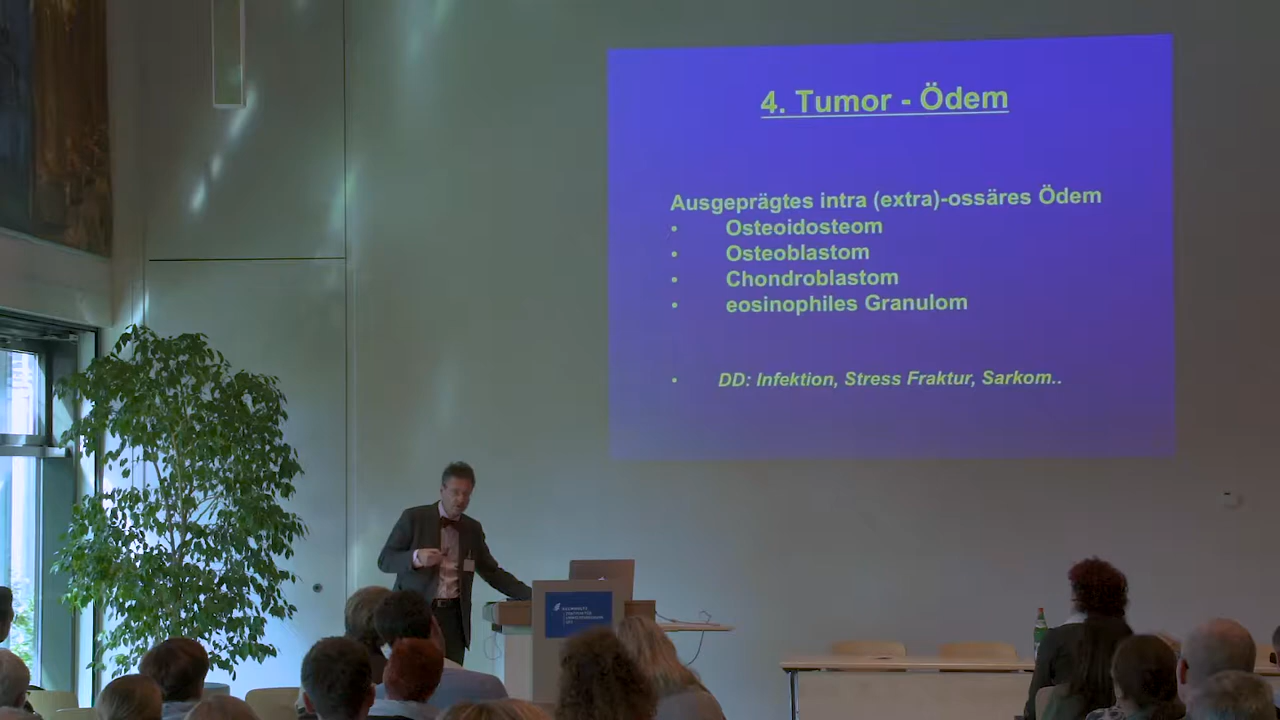 4. Tumor - Ödem
Ausgeprägtes intra (extra)-ossäres Ödem
• Osteoidosteom
• Osteoblastom
• Chondroblastom
• eosinophiles Granulom
• DD: Infektion, Stress Fraktur, Sarkom..